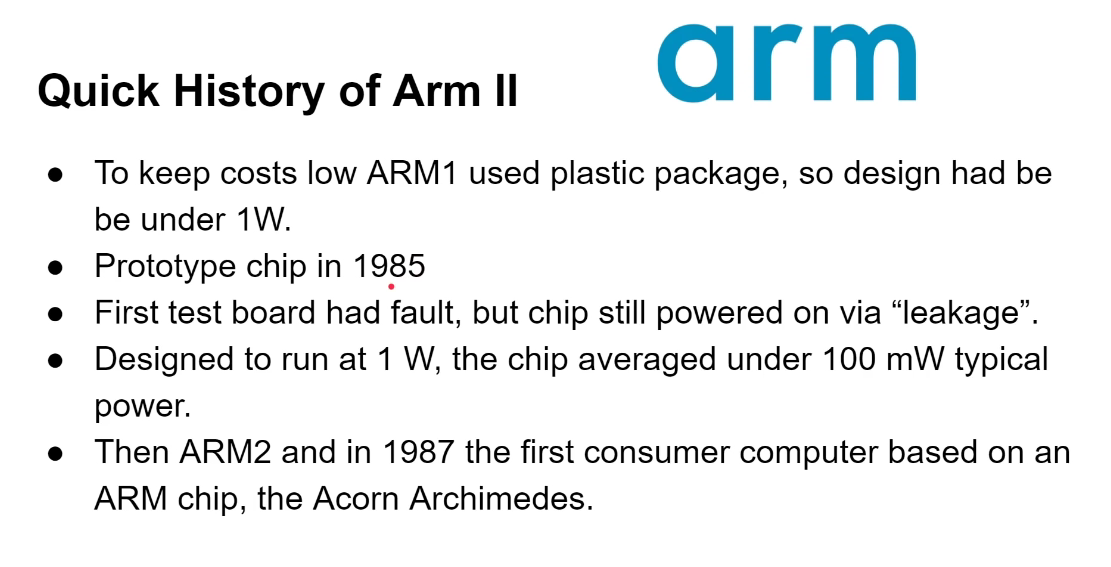 arm
Quick History of Arm II
● To keep costs low ARM1 used plastic package, so design had be
be under 1W.
● Prototype chip in 1985
● First test board had fault, but chip still powered on via “leakage”.
● Designed to run at 1 W, the chip averaged under 100 mW typical
power.
● Then ARM2 and in 1987 the first consumer computer based on an
ARM chip, the Acorn Archimedes.